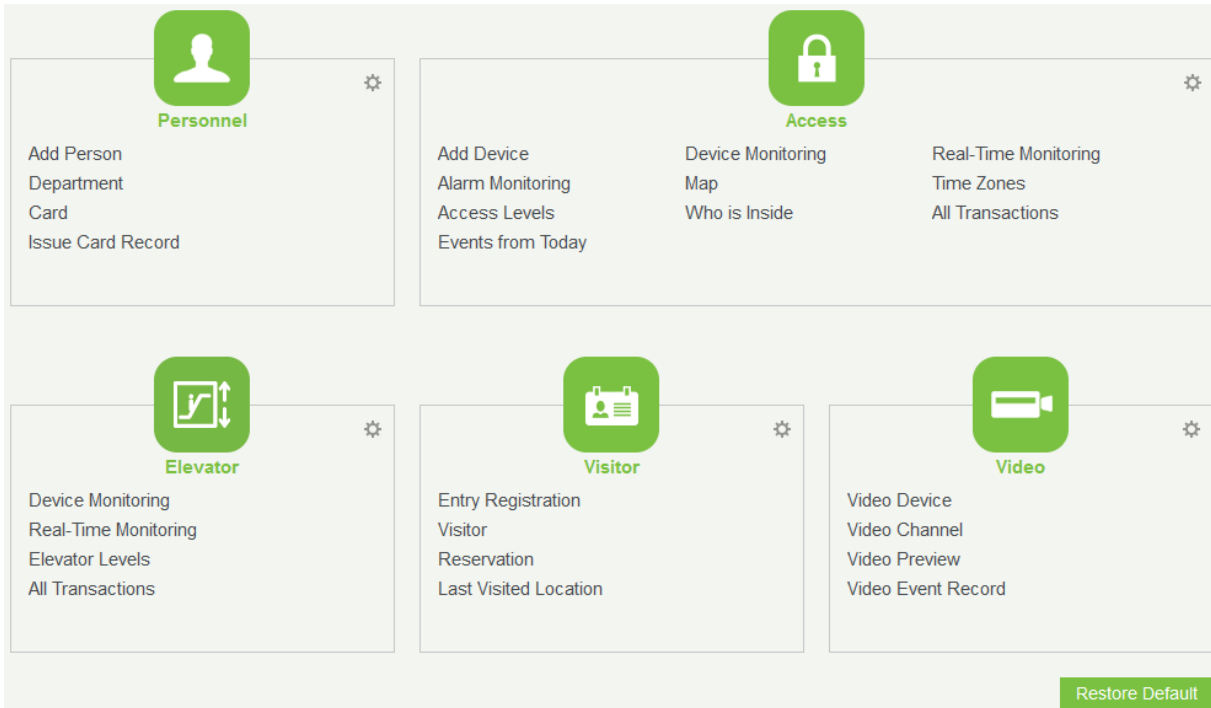 Personnel
Add Person
Department
Card
Issue Card Record
Access
Add Device Device Monitoring Real-Time Monitoring
Alarm Monitoring Map Time Zones
Access Levels Who is Inside All Transactions
Events from Today
Elevator
Device Monitoring
Real-Time Monitoring
Elevator Levels
All Transactions
Visitor
Entry Registration
Visitor
Reservation
Last Visited Location
Video
Video Device
Video Channel
Video Preview
Video Event Record
Restore Default